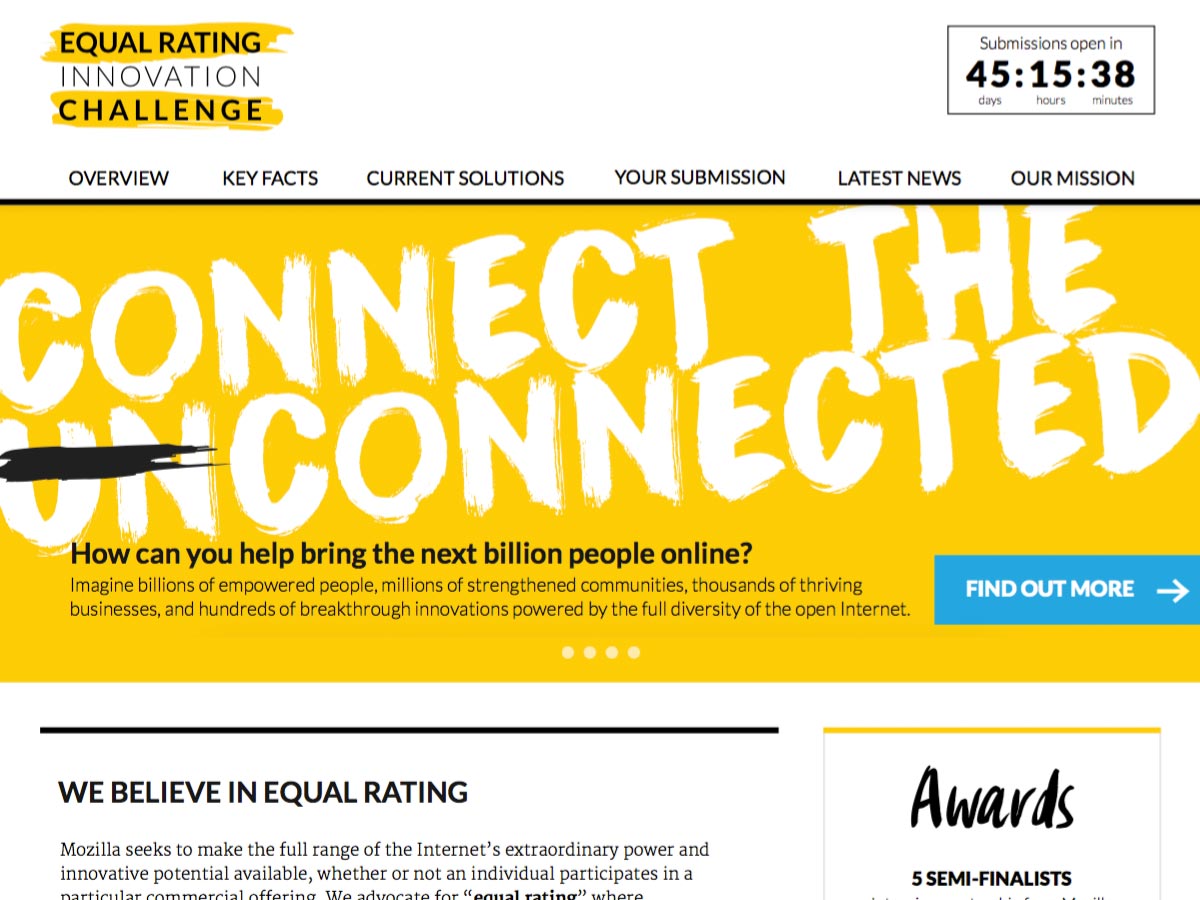 EQUAL RATING
INNOVATION
CHALLENGE
Submissions open in
45:15:38
days hours minutes
OVERVIEW KEY FACTS CURRENT SOLUTIONS YOUR SUBMISSION LATEST NEWS OUR MISSION
CONNECT THE
UNCONNECTED
How can you help bring the next billion people online?
Imagine billions of empowered people, millions of strengthened communities, thousands of thriving
businesses, and hundreds of breakthrough innovations powered by the full diversity of the open Internet.
FIND OUT MORE
WE BELIEVE IN EQUAL RATING
Mozilla seeks to make the full range of the Internet’s extraordinary power and
innovative potential available, whether or not an individual participates in a
particular commercial offering. We advocate for “equal rating” where
Awards
5 SEMI-FINALISTS